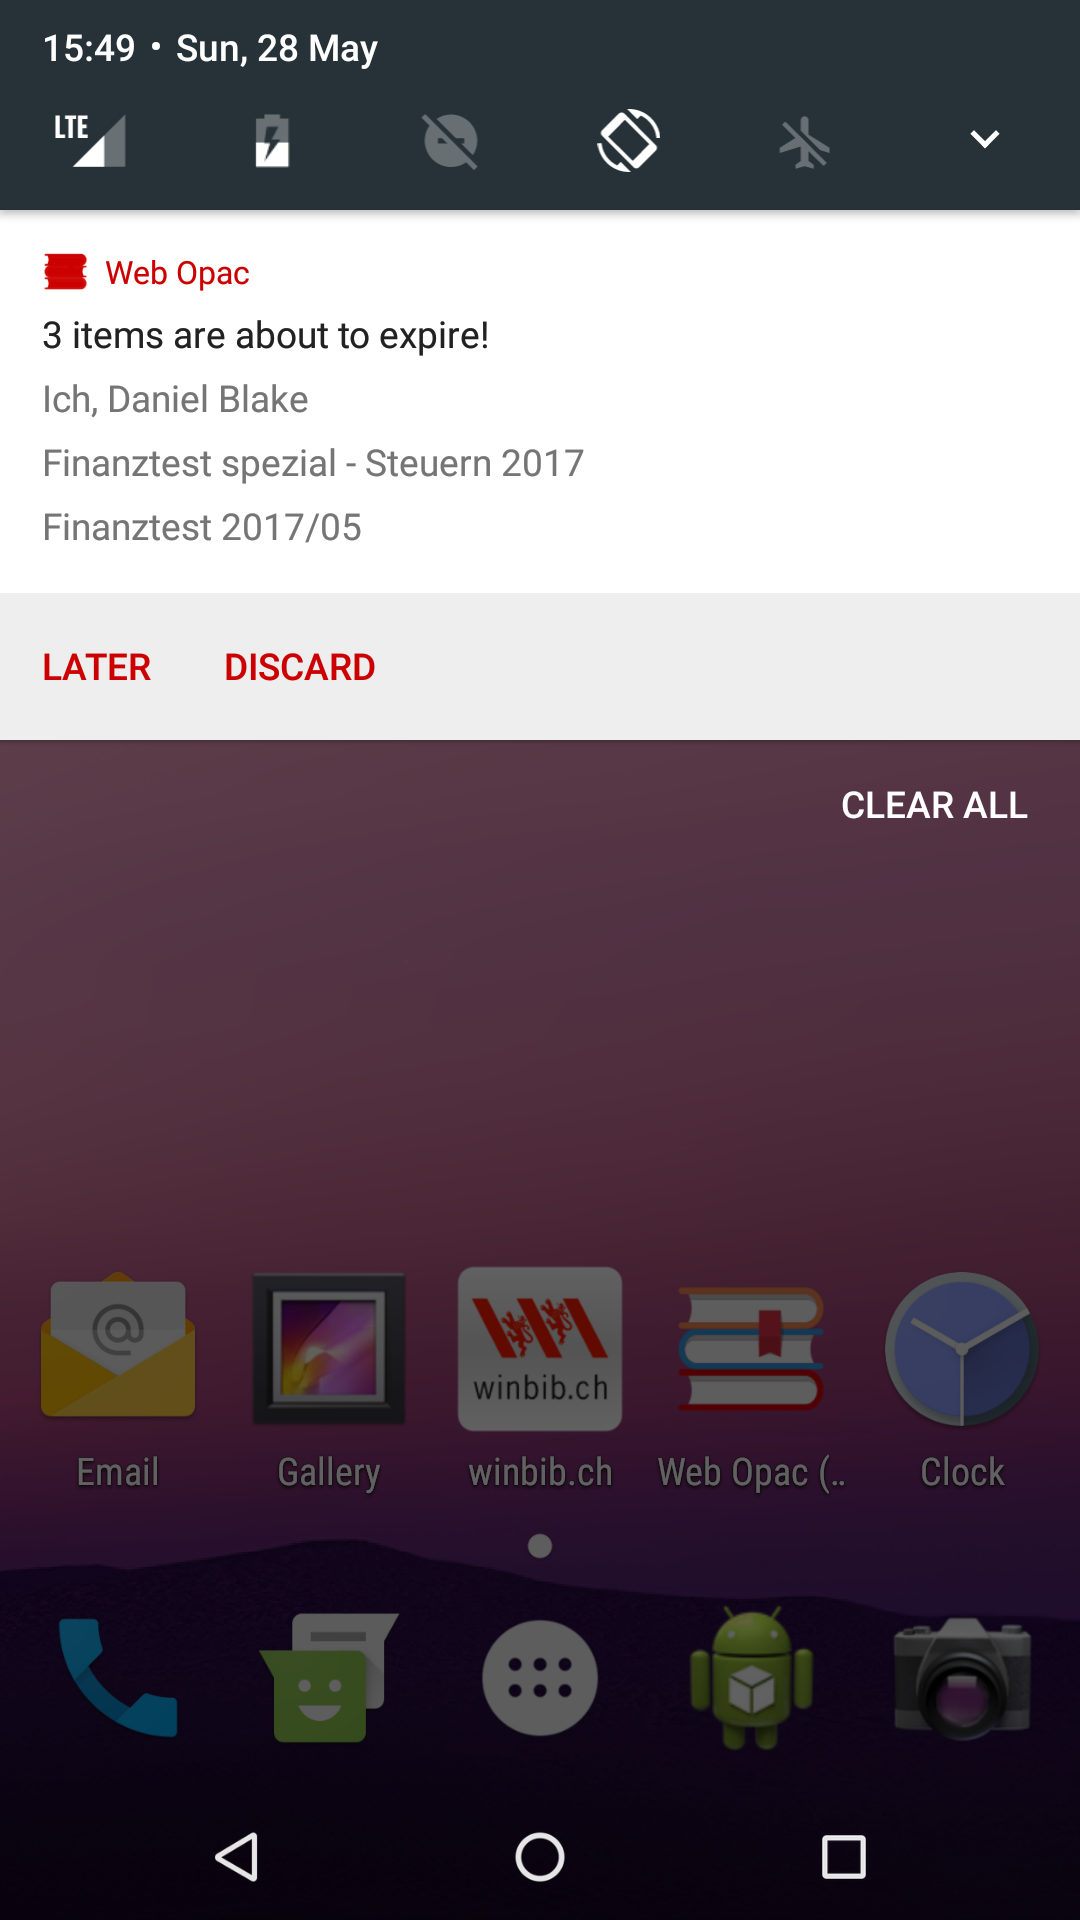 15:49 • Sun, 28 May
LTE
Web Opac
3 items are about to expire!
Ich, Daniel Blake
Finanztest spezial - Steuern 2017
Finanztest 2017/05
LATER DISCARD
CLEAR ALL
@
winbib.ch
Email Gallery winbib.ch Web Opac (.. Clock